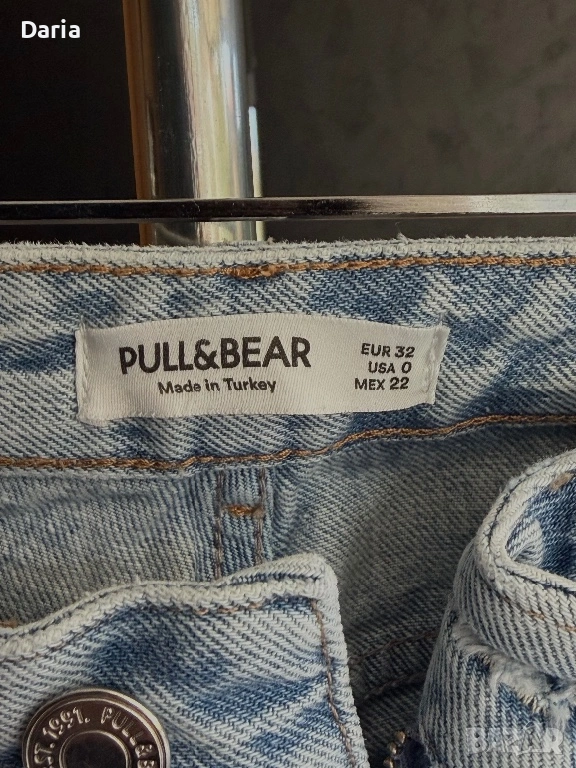 Daria
PULL&BEAR
Made in Turkey
EUR 32
USA 0
MEX 22
EST. 1991. PULL&B